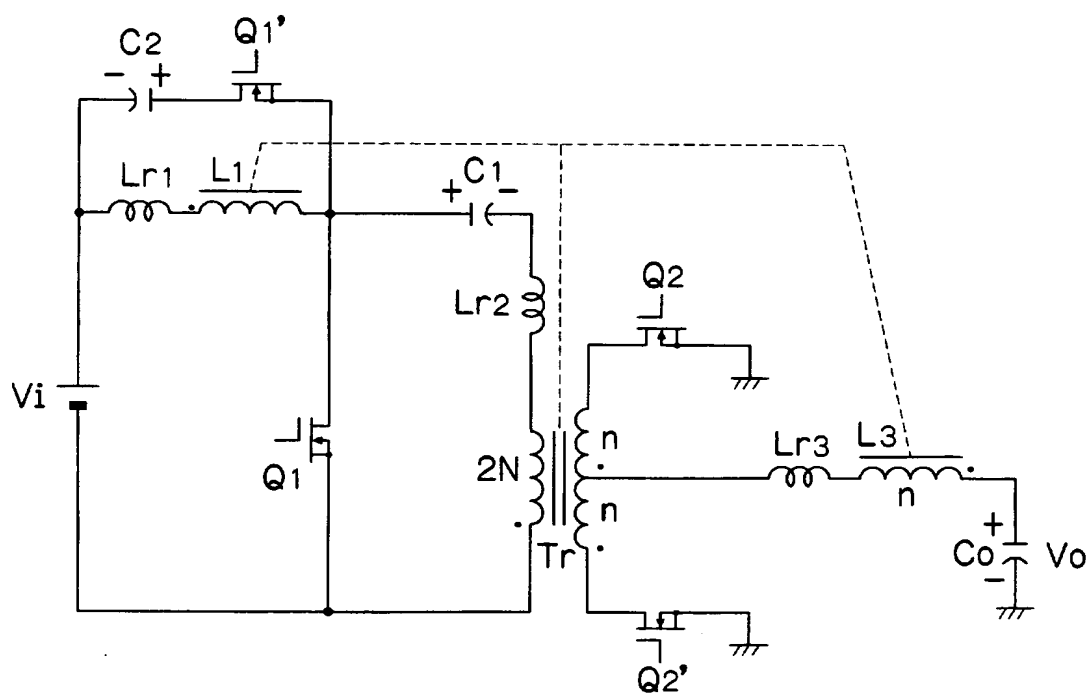 Q1'
C2
- +
Lr1
L1
C1
+ -
Lr2
Q2
Vi
Q1
2N
n
n
Tr
Lr3
L3
n
+
Co
-
Vo
Q2'